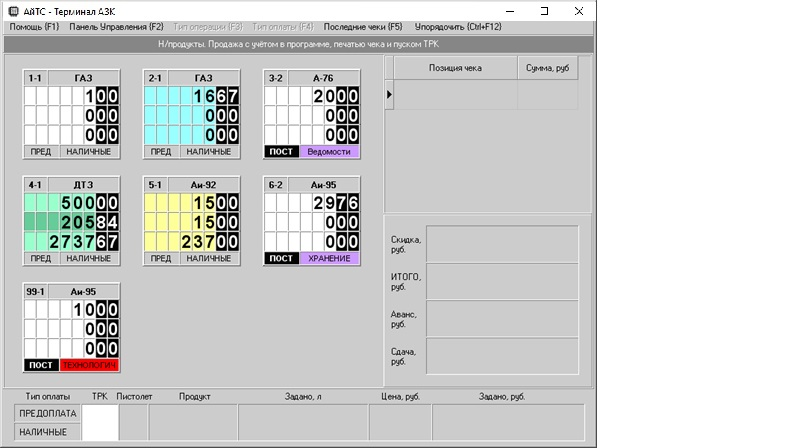 АйТС - Терминал АЗК
Помощь (F1) Панель Управления (F2) Тип операции (F3) Тип оплаты (F4) Последние чеки (F5) Упорядочить (Ctrl+F12)
Н/продукты. Продажа с учётом в программе, печатью чека и пуском ТРК
Позиция чека Сумма, руб
1-1 ГАЗ
100
000
000
ПРЕД НАЛИЧНЫЕ
2-1 ГАЗ
1667
000
000
ПРЕД НАЛИЧНЫЕ
3-2 А-76
2000
000
000
ПОСТ Ведомости
4-1 ДТЗ
50000
20584
273767
ПРЕД НАЛИЧНЫЕ
5-1 Аи-92
1500
1500
23700
ПРЕД НАЛИЧНЫЕ
6-2 Аи-95
2976
000
000
ПОСТ ХРАНЕНИЕ
99-1 Аи-95
1000
000
000
ПОСТ ТЕХНОЛОГИЧ
Скидка,
руб.
ИТОГО,
руб.
Аванс,
руб.
Сдача,
руб.
Тип оплаты ТРК Пистолет Продукт Задано, л Цена, руб. Задано, руб.
ПРЕДОПЛАТА
НАЛИЧНЫЕ